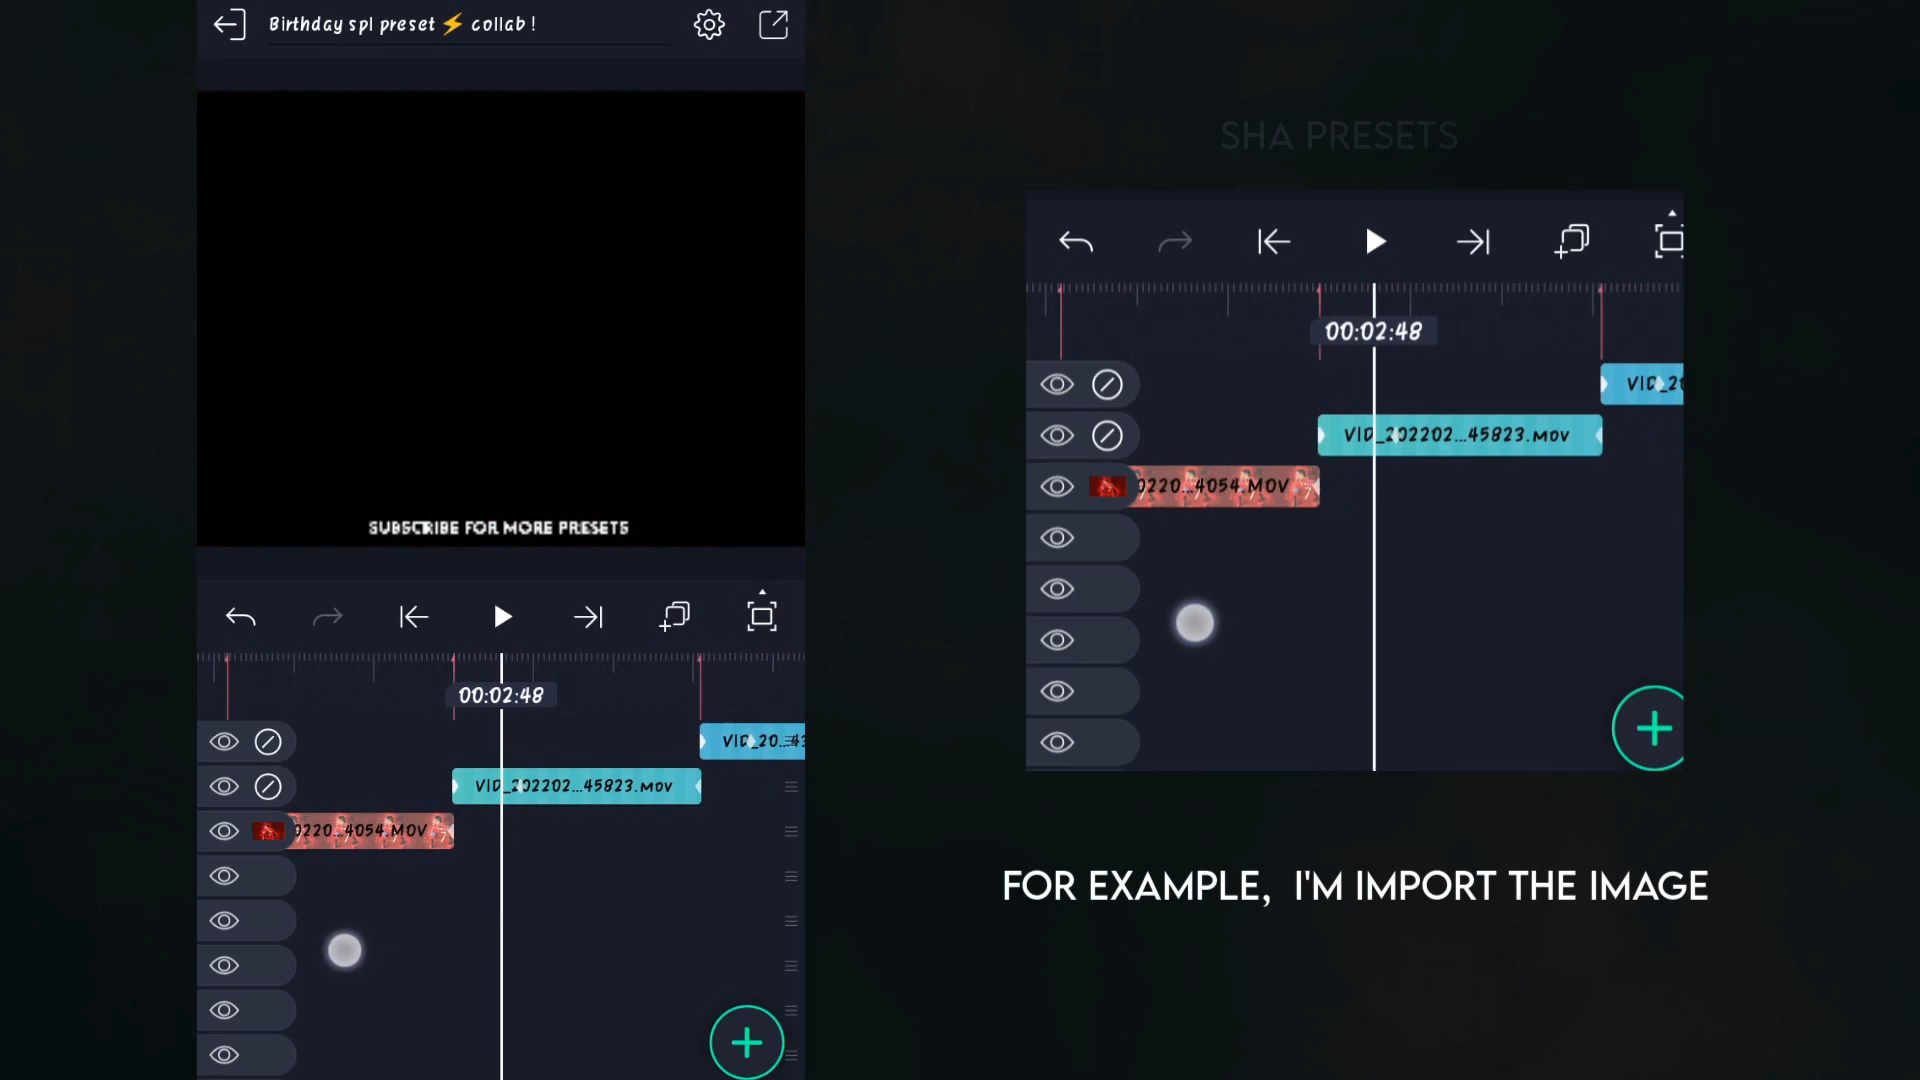 Birthday spl preset ⚡ collab !
SUBSCRIBE FOR MORE PRESETS
00:02:48
VID_20...43
VID_202202...45823.MOV
0220...4054.MOV
SHA PRESETS
00:02:48
VID_20
VID_202202...45823.MOV
0220...4054.MOV
FOR EXAMPLE, I'M IMPORT THE IMAGE